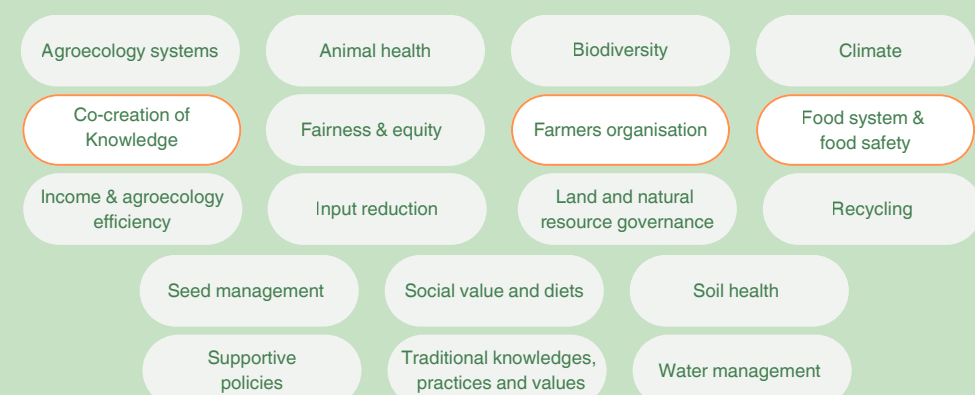 Agroecology systems
Animal health
Biodiversity
Climate
Co-creation of
Knowledge
Fairness & equity
Farmers organisation
Food system &
food safety
Income & agroecology
efficiency
Input reduction
Land and natural
resource governance
Recycling
Seed management
Social value and diets
Soil health
Supportive
policies
Traditional knowledges,
practices and values
Water management